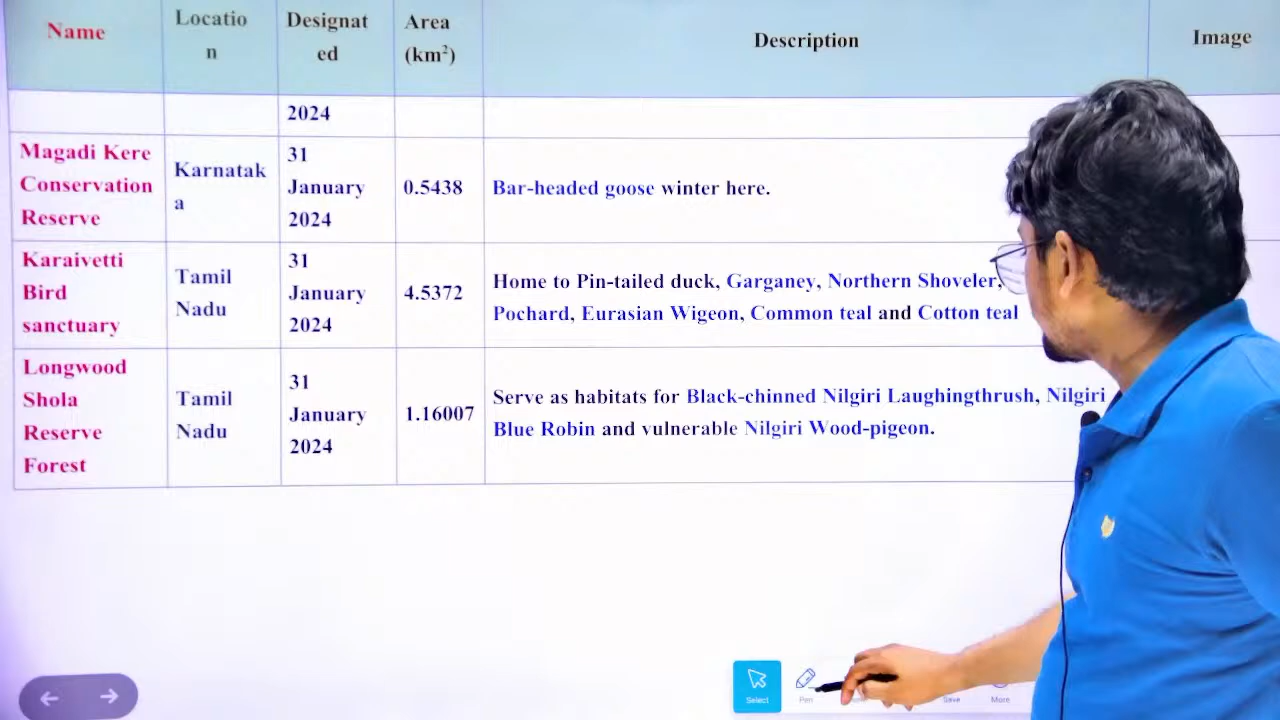 Name
Locatio
n
Designat
ed
Area
(km²)
Description
Image
2024
Magadi Kere
Conservation
Reserve
Karnatak
a
31
January
2024
0.5438
Bar-headed goose winter here.
Karaivetti
Bird
sanctuary
Tamil
Nadu
31
January
2024
4.5372
Home to Pin-tailed duck, Garganey, Northern Shoveler,
Pochard, Eurasian Wigeon, Common teal and Cotton teal
Longwood
Shola
Reserve
Forest
Tamil
Nadu
31
January
2024
1.16007
Serve as habitats for Black-chinned Nilgiri Laughingthrush, Nilgiri
Blue Robin and vulnerable Nilgiri Wood-pigeon.
Select
Pen
Save
More